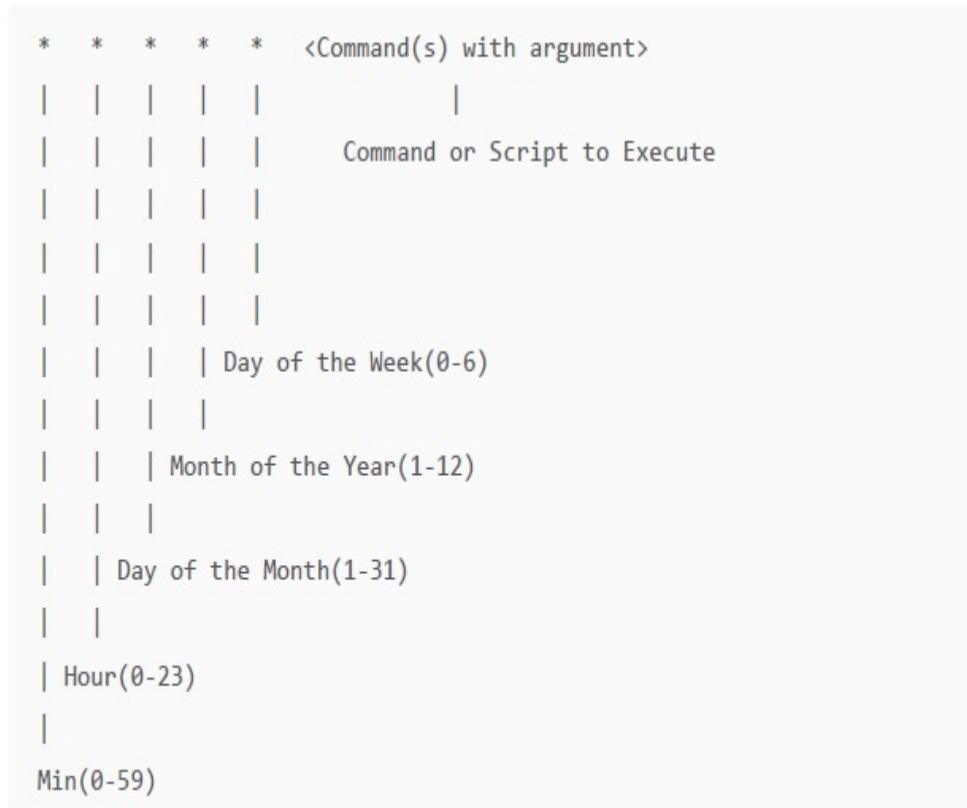 * * * * * <Command(s) with argument>
| | | | | |
| | | | | Command or Script to Execute
| | | | |
| | | | |
| | | | |
| | | | Day of the Week(0-6)
| | | |
| | | Month of the Year(1-12)
| | |
| | Day of the Month(1-31)
| |
| Hour(0-23)
|
Min(0-59)